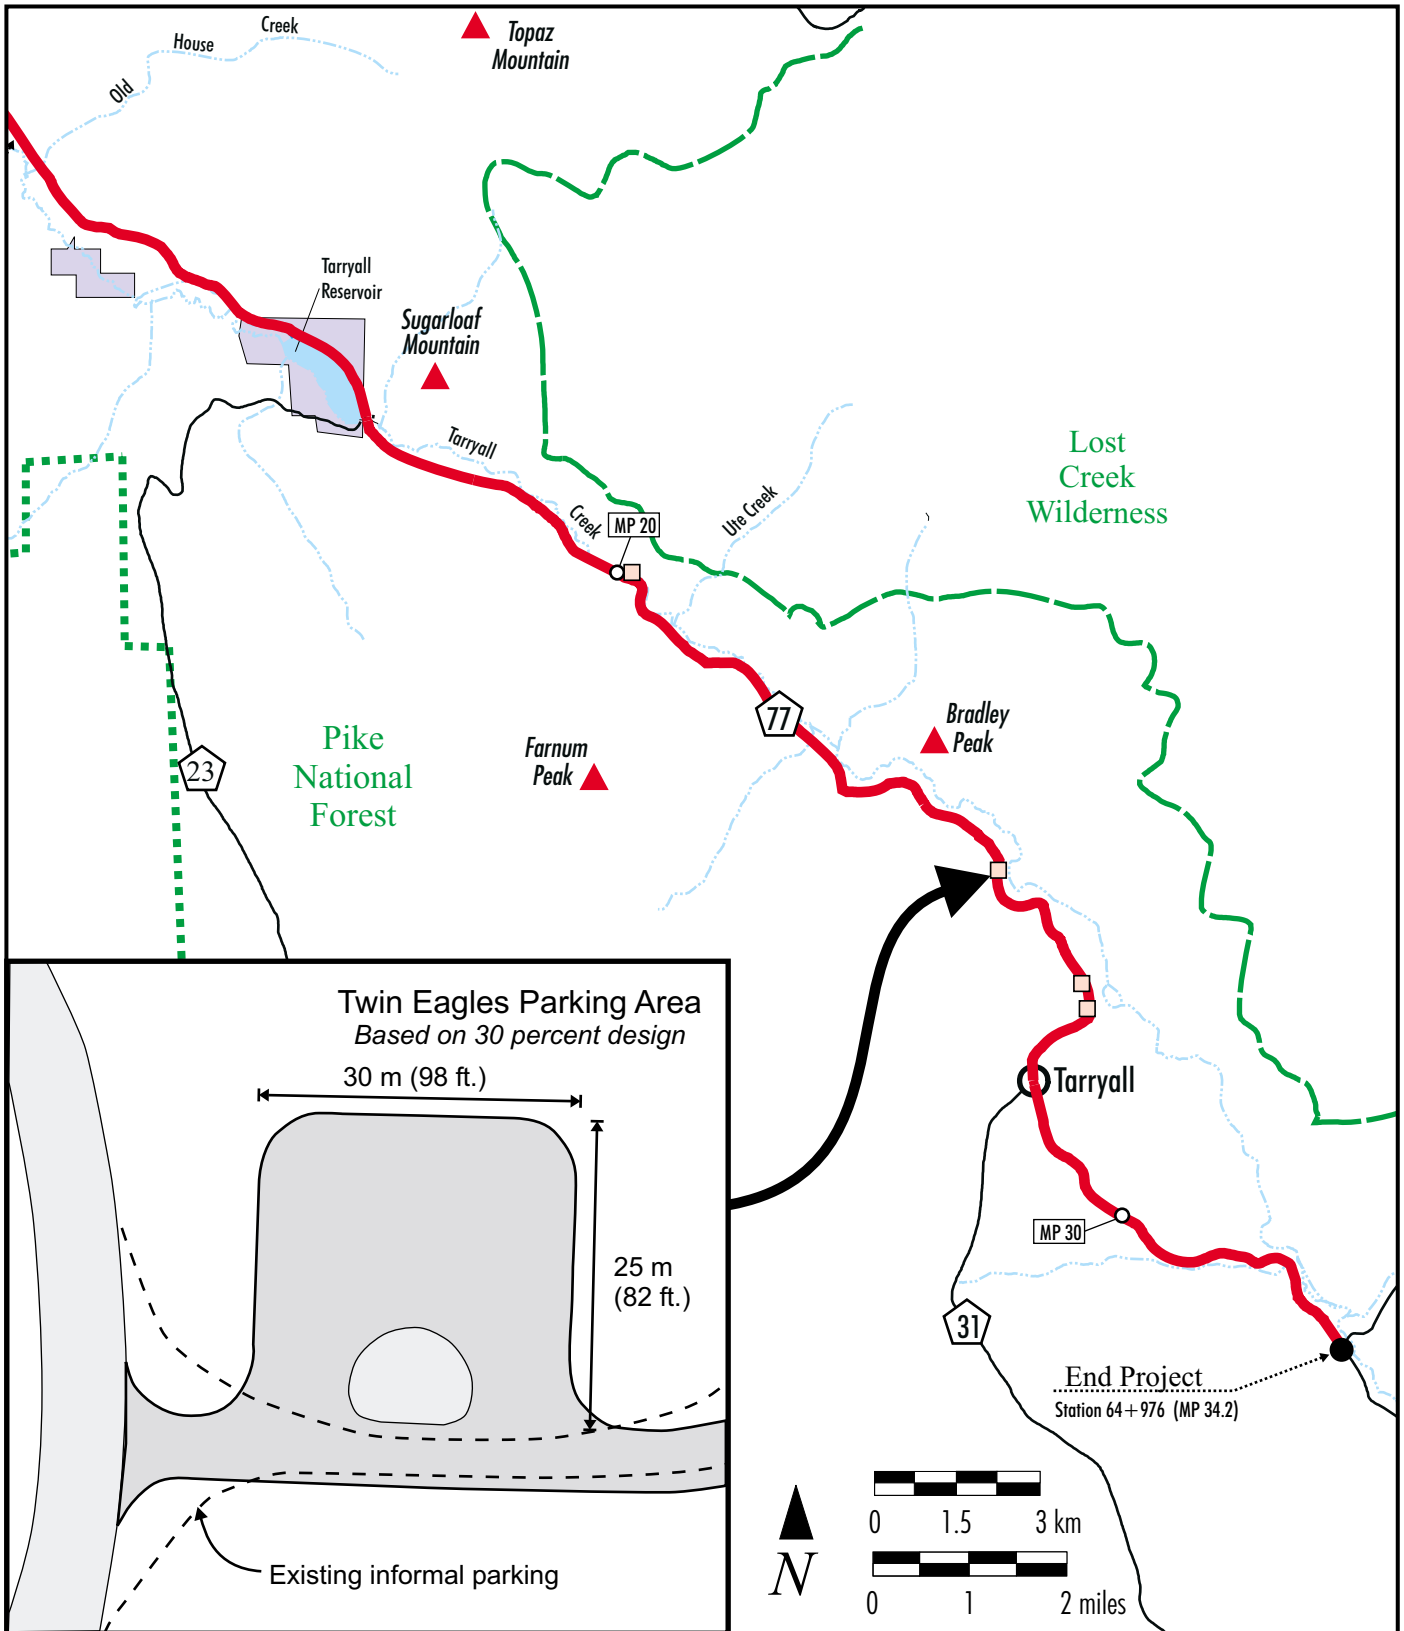 Creek
House
Old
Topaz
Mountain
Tarryall
Reservoir
Sugarloaf
Mountain
Tarryall
Creek
MP 20
Ute Creek
Lost
Creek
Wilderness
77
Bradley
Peak
Farnum
Peak
Pike
National
Forest
23
Tarryall
MP 30
31
End Project
Station 64+976 (MP 34.2)
Twin Eagles Parking Area
Based on 30 percent design
30 m (98 ft.)
25 m
(82 ft.)
Existing informal parking
N
0 1.5 3 km
0 1 2 miles